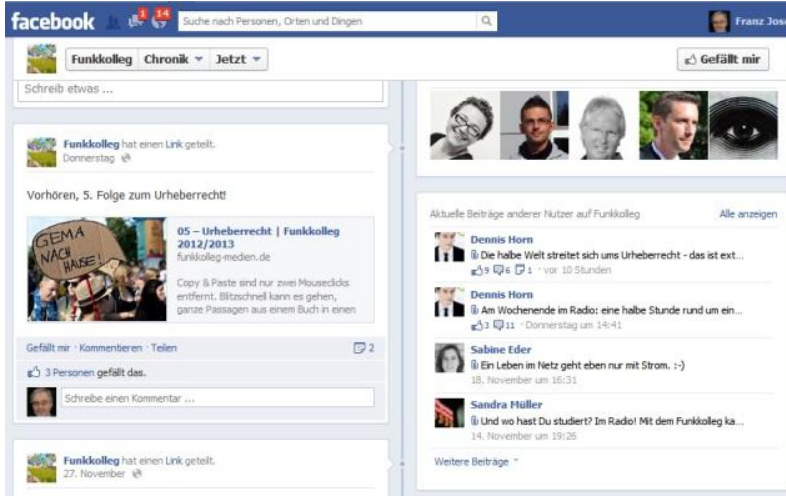 facebook
1
14
Suche nach Personen, Orten und Dingen
Franz Jose
Funkkolleg Chronik Jetzt
Gefällt mir
Schreib etwas ...
Funkkolleg hat einen Link geteilt.
Donnerstag
Vorhören, 5. Folge zum Urheberrecht!
GEMA
NACH
HAUSE!
05 – Urheberrecht | Funkkolleg
2012/2013
funkkolleg-medien.de
Copy & Paste sind nur zwei Mouseclicks
entfernt. Blitzschnell kann es gehen,
ganze Passagen aus einem Buch in einen
Gefällt mir · Kommentieren · Teilen
2
3 Personen gefällt das.
Schreibe einen Kommentar ...
Funkkolleg hat einen Link geteilt.
27. November
Aktuelle Beiträge anderer Nutzer auf Funkkolleg
Alle anzeigen
Dennis Horn
Die halbe Welt streitet sich ums Urheberrecht - das ist ext...
9 6 1 · vor 10 Stunden
Dennis Horn
Am Wochenende im Radio: eine halbe Stunde rund um ein...
3 11 · Donnerstag um 14:41
Sabine Eder
Ein Leben im Netz geht eben nur mit Strom. :-)
18. November um 16:31
Sandra Müller
Und wo hast Du studiert? Im Radio! Mit dem Funkkolleg ka...
14. November um 19:26
Weitere Beiträge